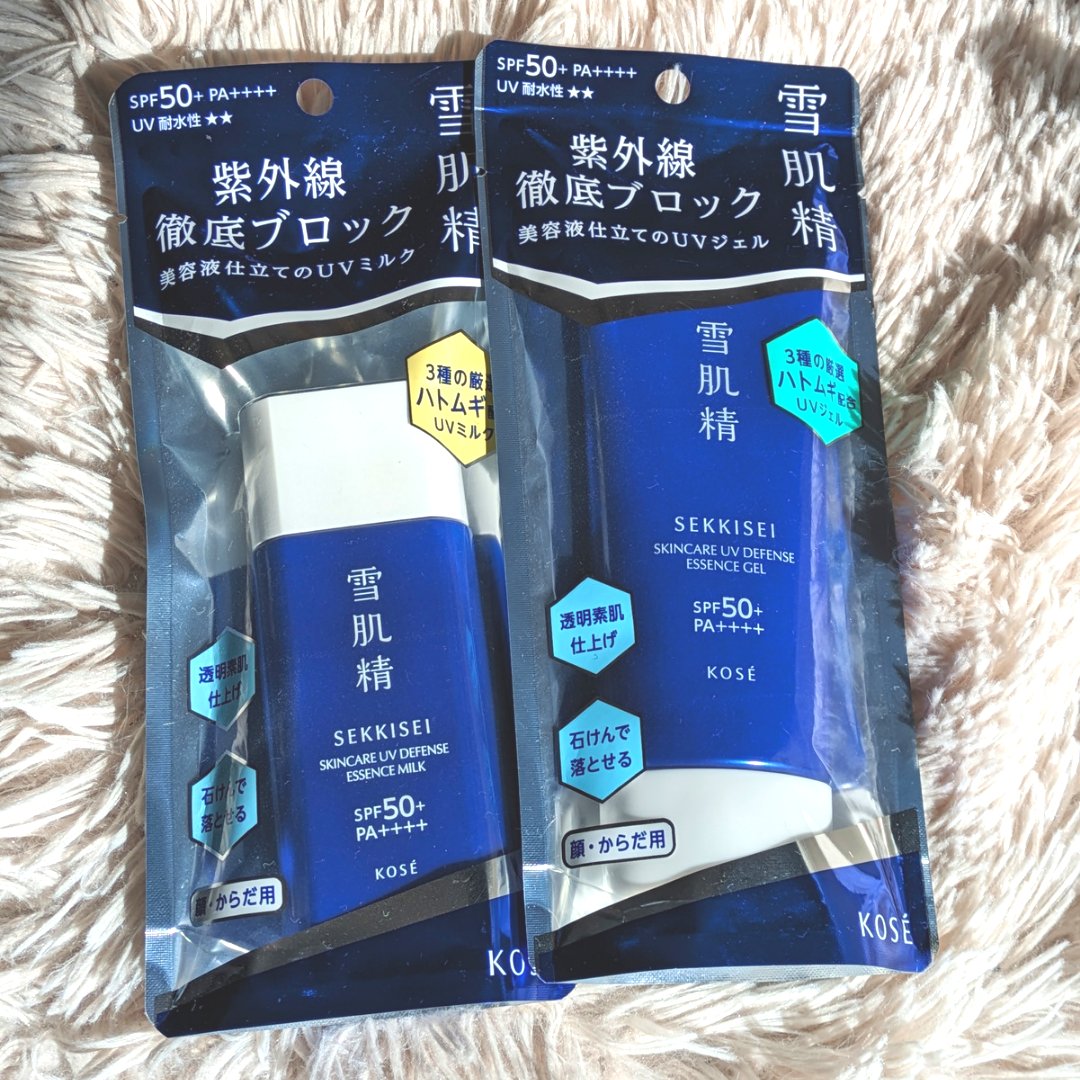 SPF50+ PA++++
UV 耐水性 ★★
雪肌精
紫外線
徹底ブロック
美容液仕立てのUVミルク
3種の厳選
ハトムギ
UVミルク
雪肌精
透明素肌
仕上げ
SEKKISEI
SKINCARE UV DEFENSE
ESSENCE MILK
石けんで
落とせる
SPF50+
PA++++
KOSÉ
顔・からだ用
SPF50+ PA++++
UV 耐水性 ★★
雪肌精
紫外線
徹底ブロック
美容液仕立てのUVジェル
雪肌精
3種の厳選
ハトムギ配合
UVジェル
SEKKISEI
SKINCARE UV DEFENSE
ESSENCE GEL
透明素肌
仕上げ
SPF50+
PA++++
KOSÉ
石けんで
落とせる
顔・からだ用
KOSÉ